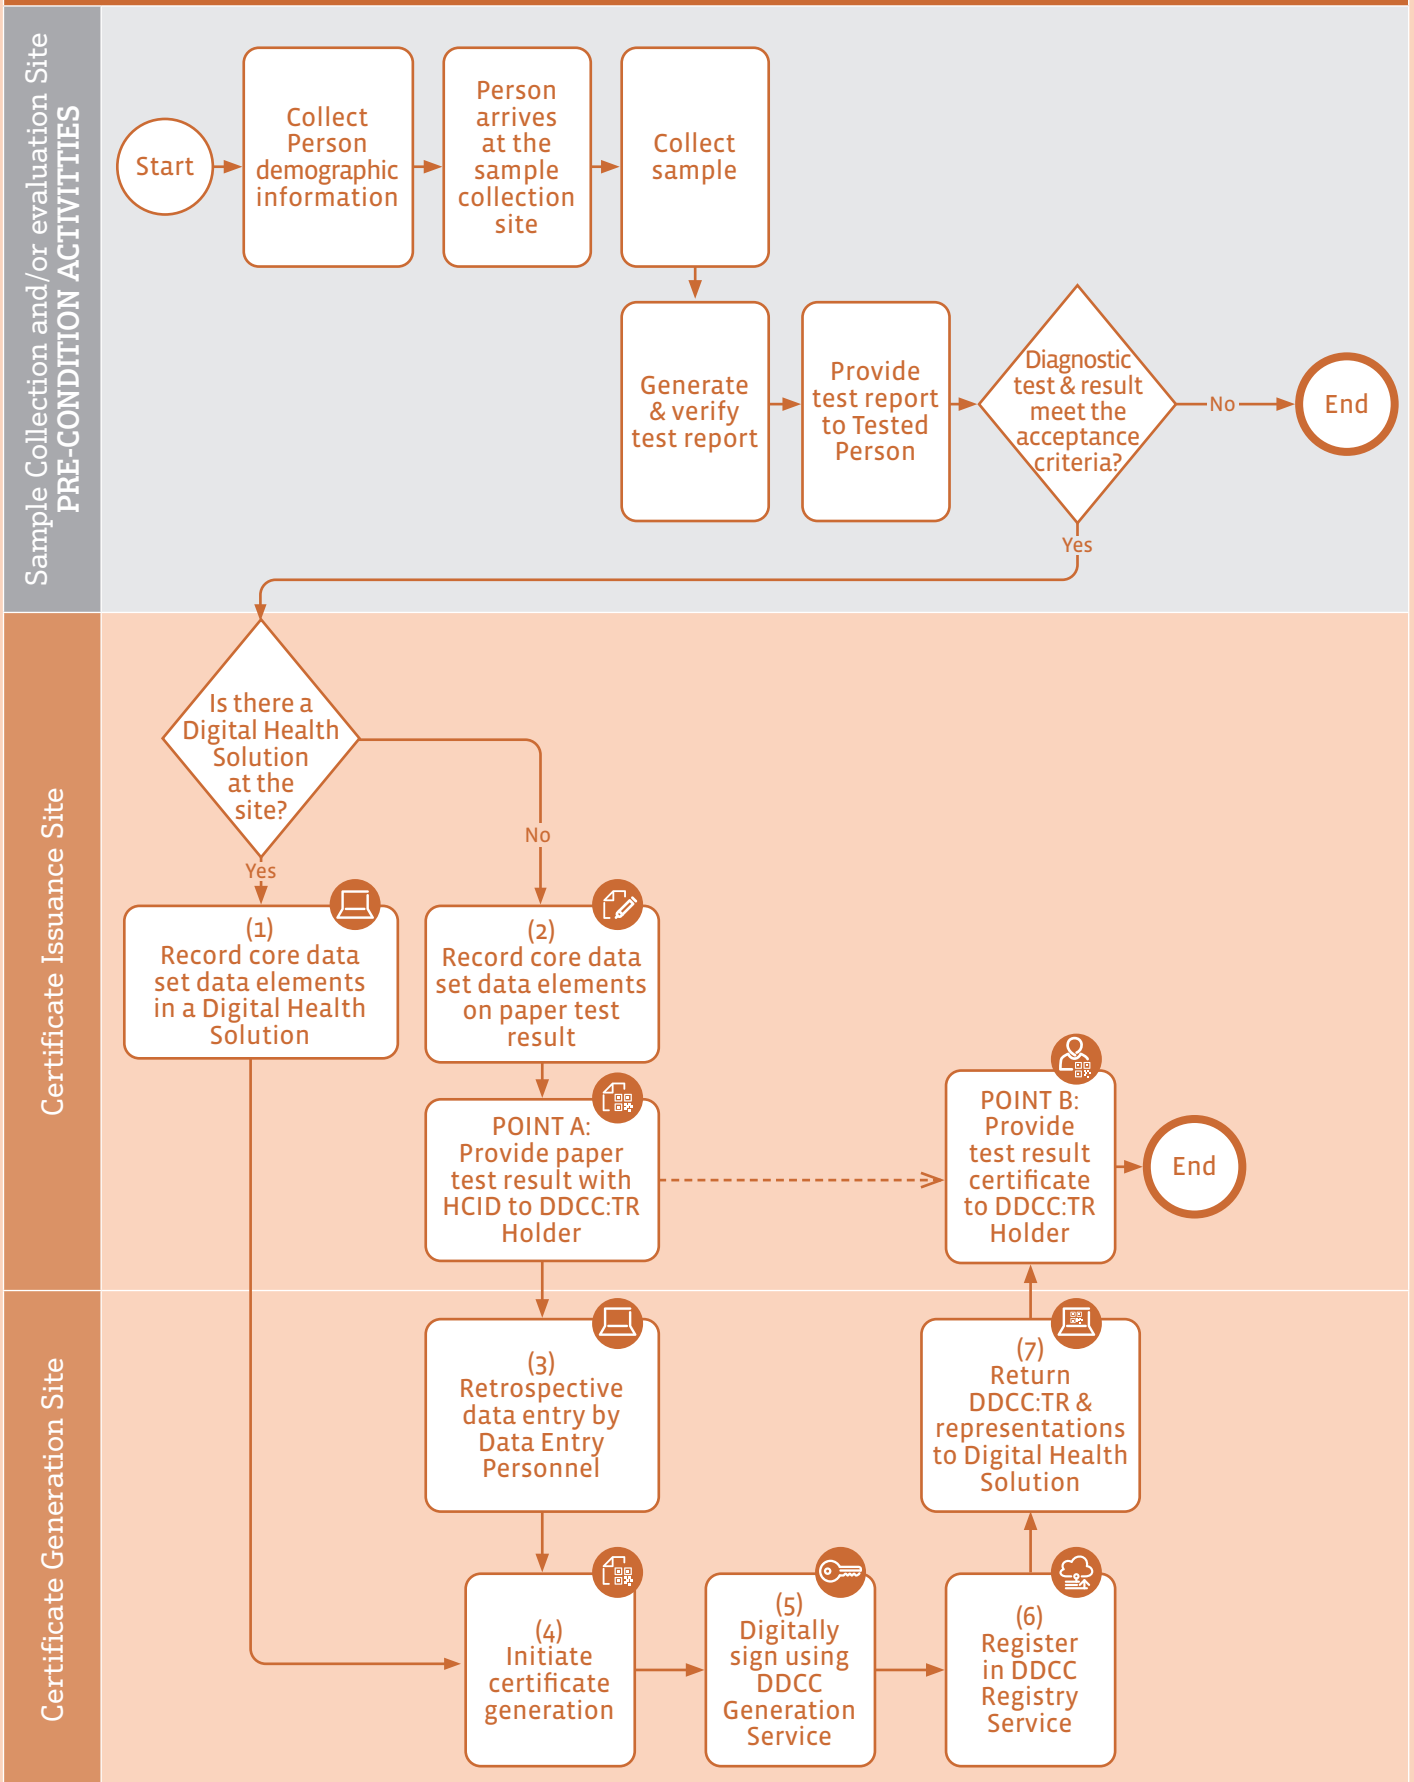 Sample Collection and/or evaluation Site
PRE-CONDITION ACTIVITIES
Start
Collect
Person
demographic
information
Person
arrives
at the
sample
collection
site
Collect
sample
Generate
& verify
test report
Provide
test report
to Tested
Person
Diagnostic
test & result
meet the
acceptance
criteria?
No
End
Yes
Certificate Issuance Site
Is there a
Digital Health
Solution
at the
site?
No
Yes
(1)
Record core data
set data elements
in a Digital Health
Solution
(2)
Record core data
set data elements
on paper test
result
POINT A:
Provide paper
test result with
HCID to DDCC:TR
Holder
POINT B:
Provide
test result
certificate
to DDCC:TR
Holder
End
Certificate Generation Site
(3)
Retrospective
data entry by
Data Entry
Personnel
(7)
Return
DDCC:TR &
representations
to Digital Health
Solution
(4)
Initiate
certificate
generation
(5)
Digitally
sign using
DDCC
Generation
Service
(6)
Register
in DDCC
Registry
Service